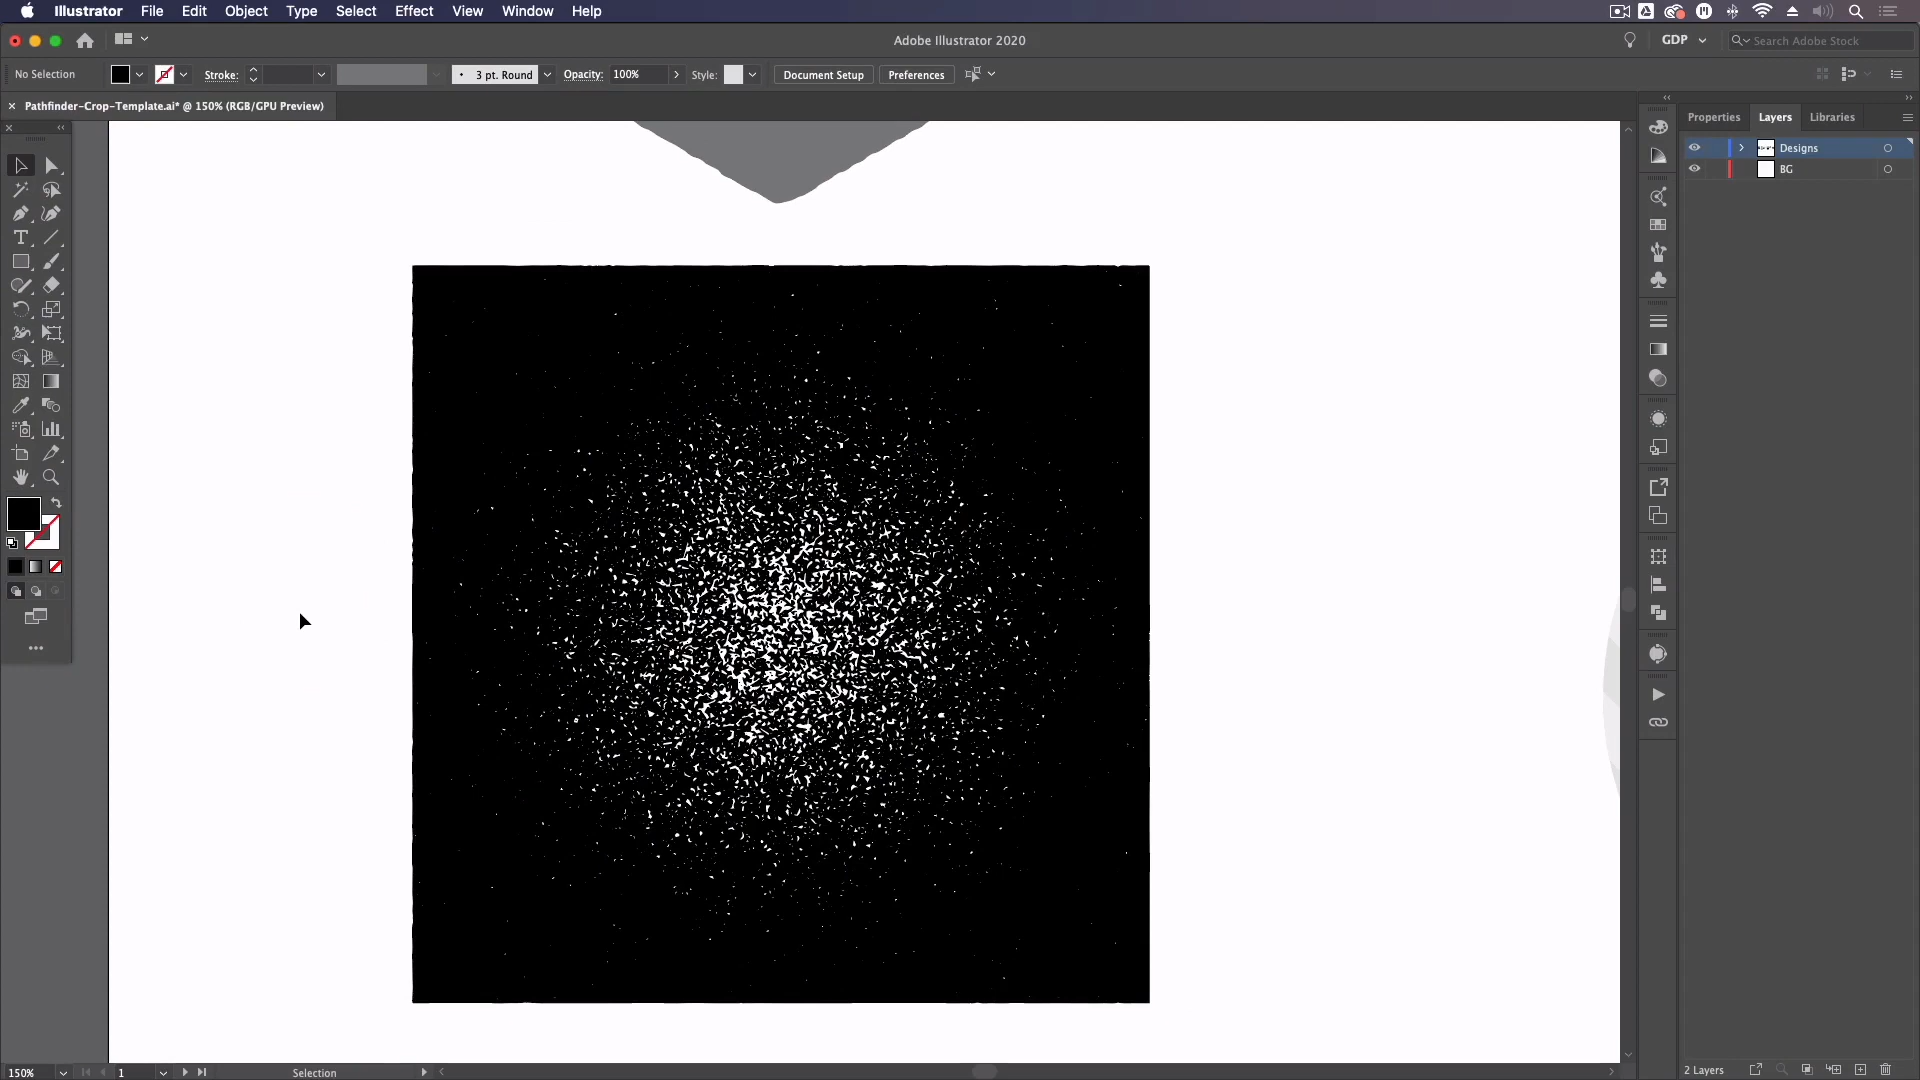 Illustrator File Edit Object Type Select Effect View Window Help
Adobe Illustrator 2020
GDP
Search Adobe Stock
No Selection
Stroke:
3 pt. Round
Opacity:
100%
Style:
Document Setup
Preferences
Pathfinder-Crop-Template.ai* @ 150% (RGB/GPU Preview)
Properties
Layers
Libraries
Designs
BG
150%
1
Selection
2 Layers